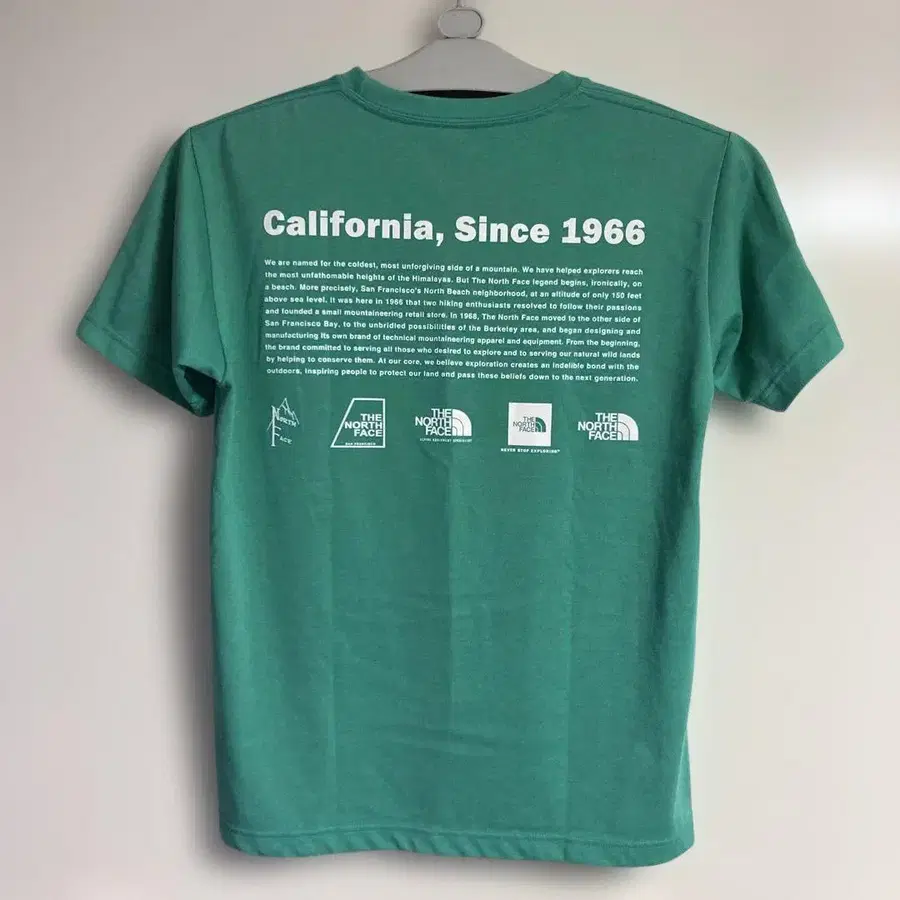 California, Since 1966
We are named for the coldest, most unforgiving side of a mountain. We have helped explorers reach
the most unfathomable heights of the Himalayas. But The North Face legend begins, ironically, on
a beach. More precisely, San Francisco's North Beach neighborhood, at an altitude of only 150 feet
above sea level. It was here in 1966 that two hiking enthusiasts resolved to follow their passions
and founded a small mountaineering retail store. In 1968, The North Face moved to the other side of
San Francisco Bay, to the unbridled possibilities of the Berkeley area, and began designing and
manufacturing its own brand of technical mountaineering apparel and equipment. From the beginning,
the brand committed to serving all those who desired to explore and to serving our natural wild lands
by helping to conserve them. At our core, we believe exploration creates an indelible bond with the
outdoors, inspiring people to protect our land and pass these beliefs down to the next generation.
North
Face
THE
NORTH
FACE
SAN FRANCISCO
THE
NORTH
FACE
ALPINE EQUIPMENT SPECIALIST
THE
NORTH
FACE
NEVER STOP EXPLORING™
THE
NORTH
FACE